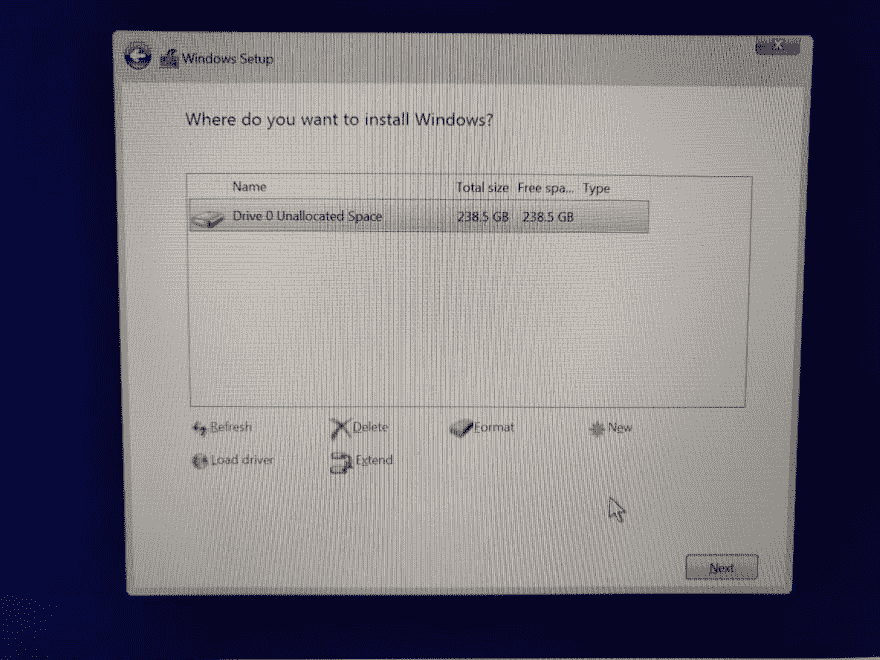 Windows Setup
Where do you want to install Windows?
Name Total size Free spa... Type
Drive 0 Unallocated Space 238.5 GB 238.5 GB
Refresh Delete Format New
Load driver Extend
Next